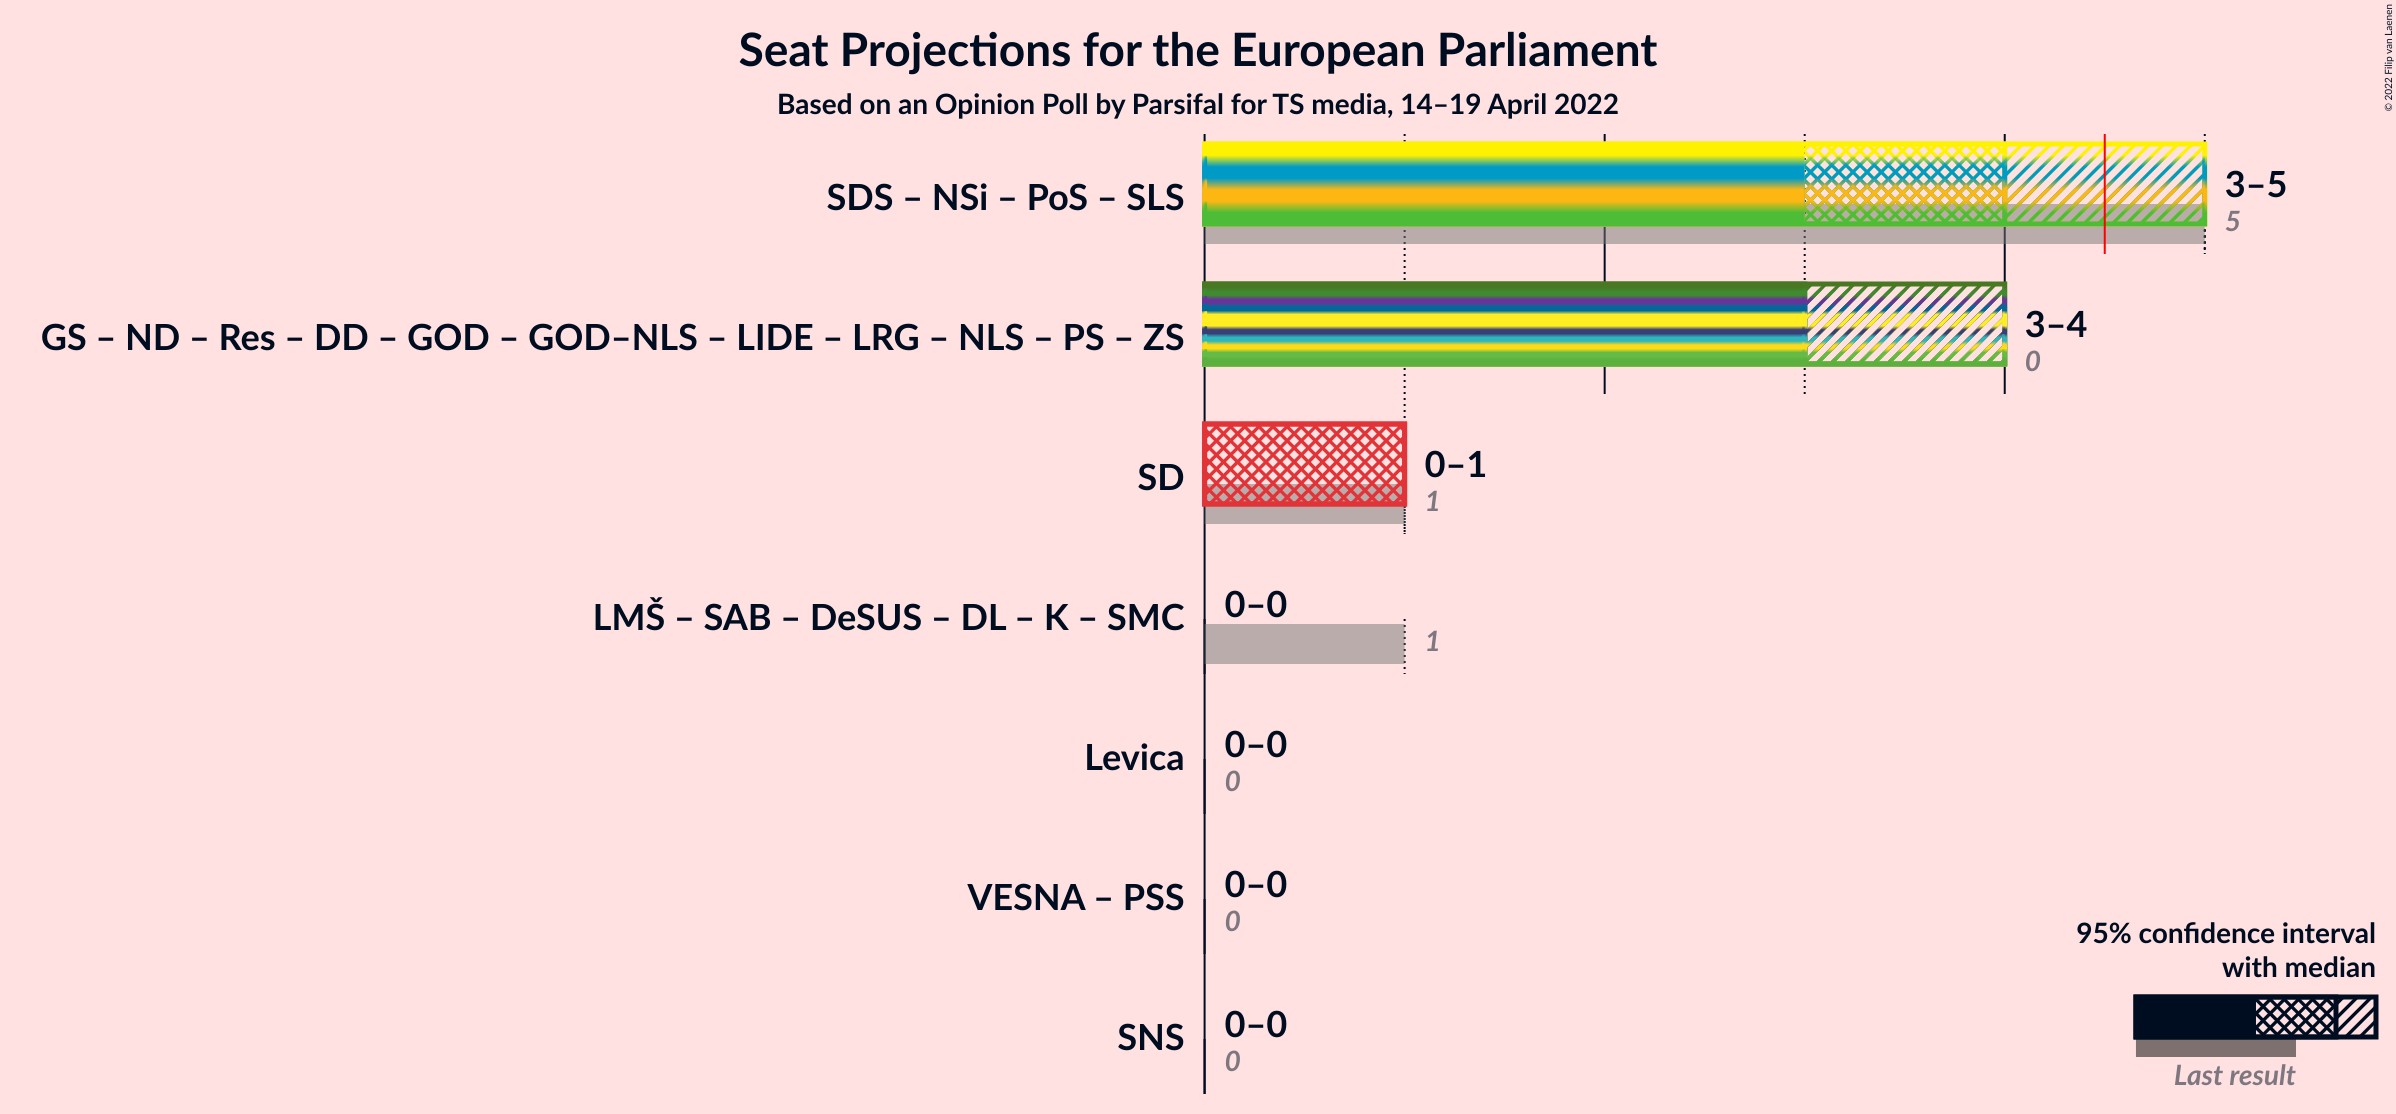 Seat Projections for the European Parliament
Based on an Opinion Poll by Parsifal for TS media, 14–19 April 2022
© 2022 Filip van Laenen
SDS – NSi – PoS – SLS
3–5
5
GS – ND – Res – DD – GOD – GOD–NLS – LIDE – LRG – NLS – PS – ZS
3–4
0
SD
0–1
1
LMŠ – SAB – DeSUS – DL – K – SMC
0–0
1
Levica
0–0
0
VESNA – PSS
0–0
0
SNS
0–0
0
95% confidence interval
with median
Last result